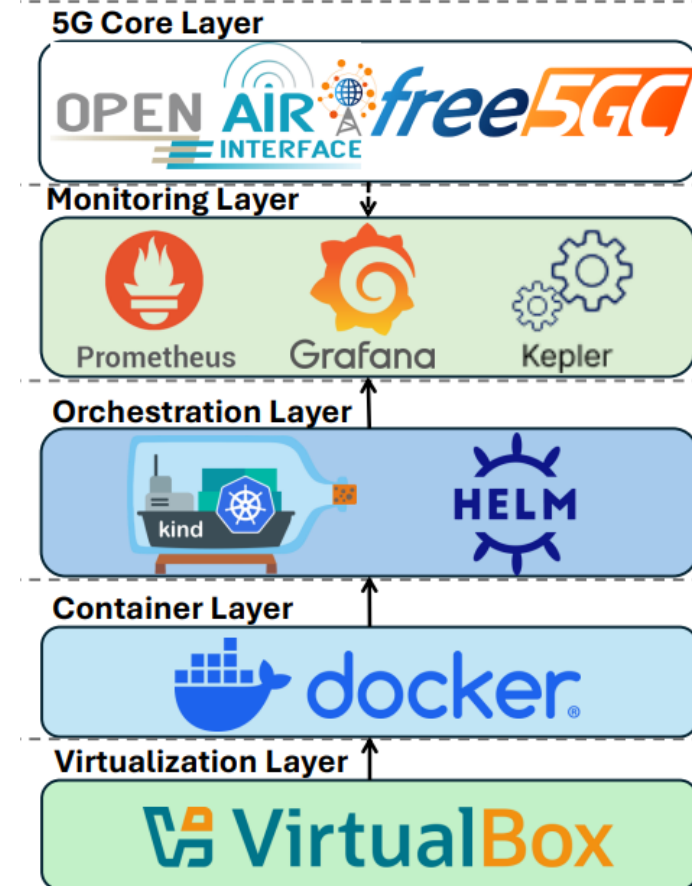 5G Core Layer
OPEN AIR INTERFACE
free5GC
Monitoring Layer
Prometheus
Grafana
Kepler
Orchestration Layer
kind
HELM
Container Layer
docker®
Virtualization Layer
VirtualBox